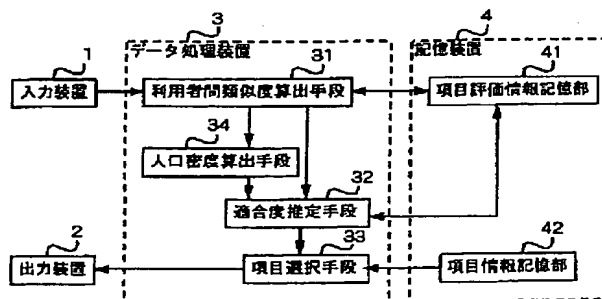 3
4
データ処理装置
記憶装置
1
31
41
入力装置
利用者間類似度算出手段
項目評価情報記憶部
34
人口密度算出手段
32
適合度推定手段
2
33
42
出力装置
項目選択手段
項目情報記憶部